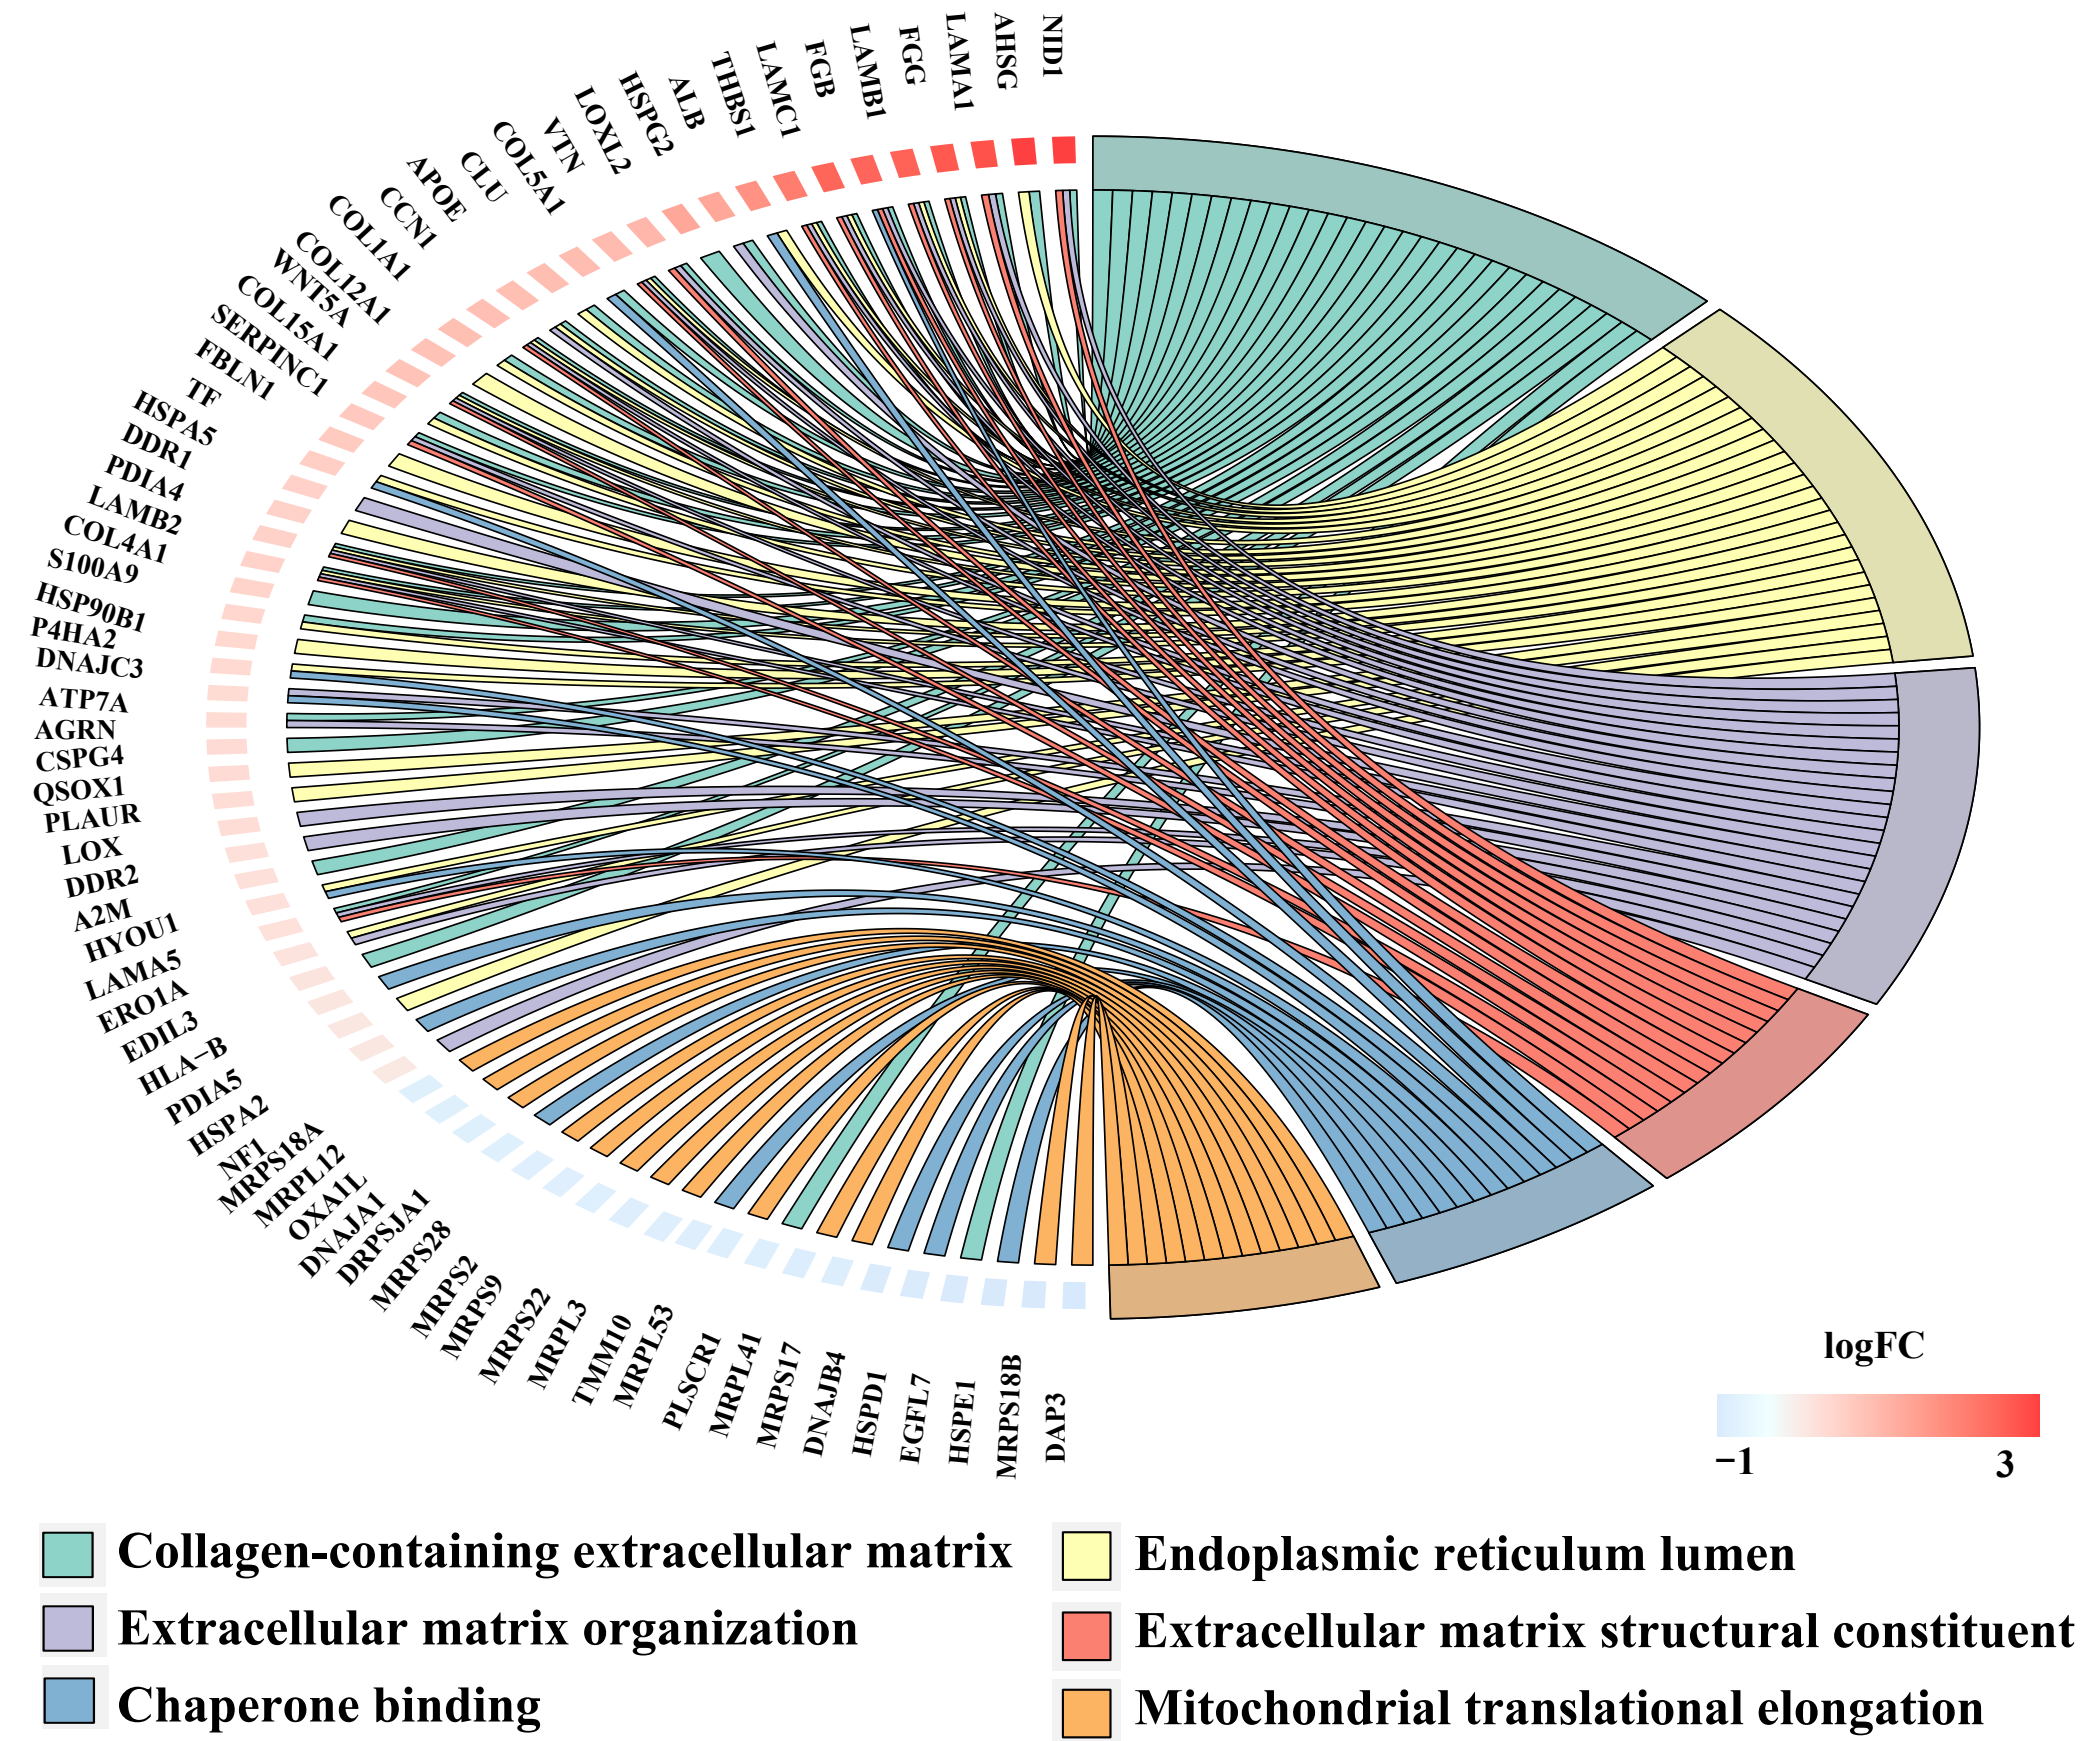 NID1
AHSG
LAMA1
FGG
LAMB1
FGB
LAMC1
THBS1
ALB
HSPG2
LOXL2
VTN
COL5A1
CLU
APOE
CCN1
COL1A1
COL12A1
WNT5A
COL15A1
SERPINC1
FBLN1
TF
HSPA5
DDR1
PDIA4
LAMB2
COL4A1
S100A9
HSP90B1
P4HA2
DNAJC3
ATP7A
AGRN
CSPG4
QSOX1
PLAUR
LOX
DDR2
A2M
HYOU1
LAMA5
ERO1A
EDIL3
HLA−B
PDIA5
HSPA2
NF1
MRPS18A
MRPL12
OXA1L
DNAJA1
DRPSJA1
MRPS28
MRPS2
MRPS9
MRPS22
MRPL3
TMM10
MRPL53
PLSCR1
MRPL41
MRPS17
DNAJB4
HSPD1
EGFL7
HSPE1
MRPS18B
DAP3
logFC
−1 3
Collagen-containing extracellular matrix
Endoplasmic reticulum lumen
Extracellular matrix organization
Extracellular matrix structural constituent
Chaperone binding
Mitochondrial translational elongation